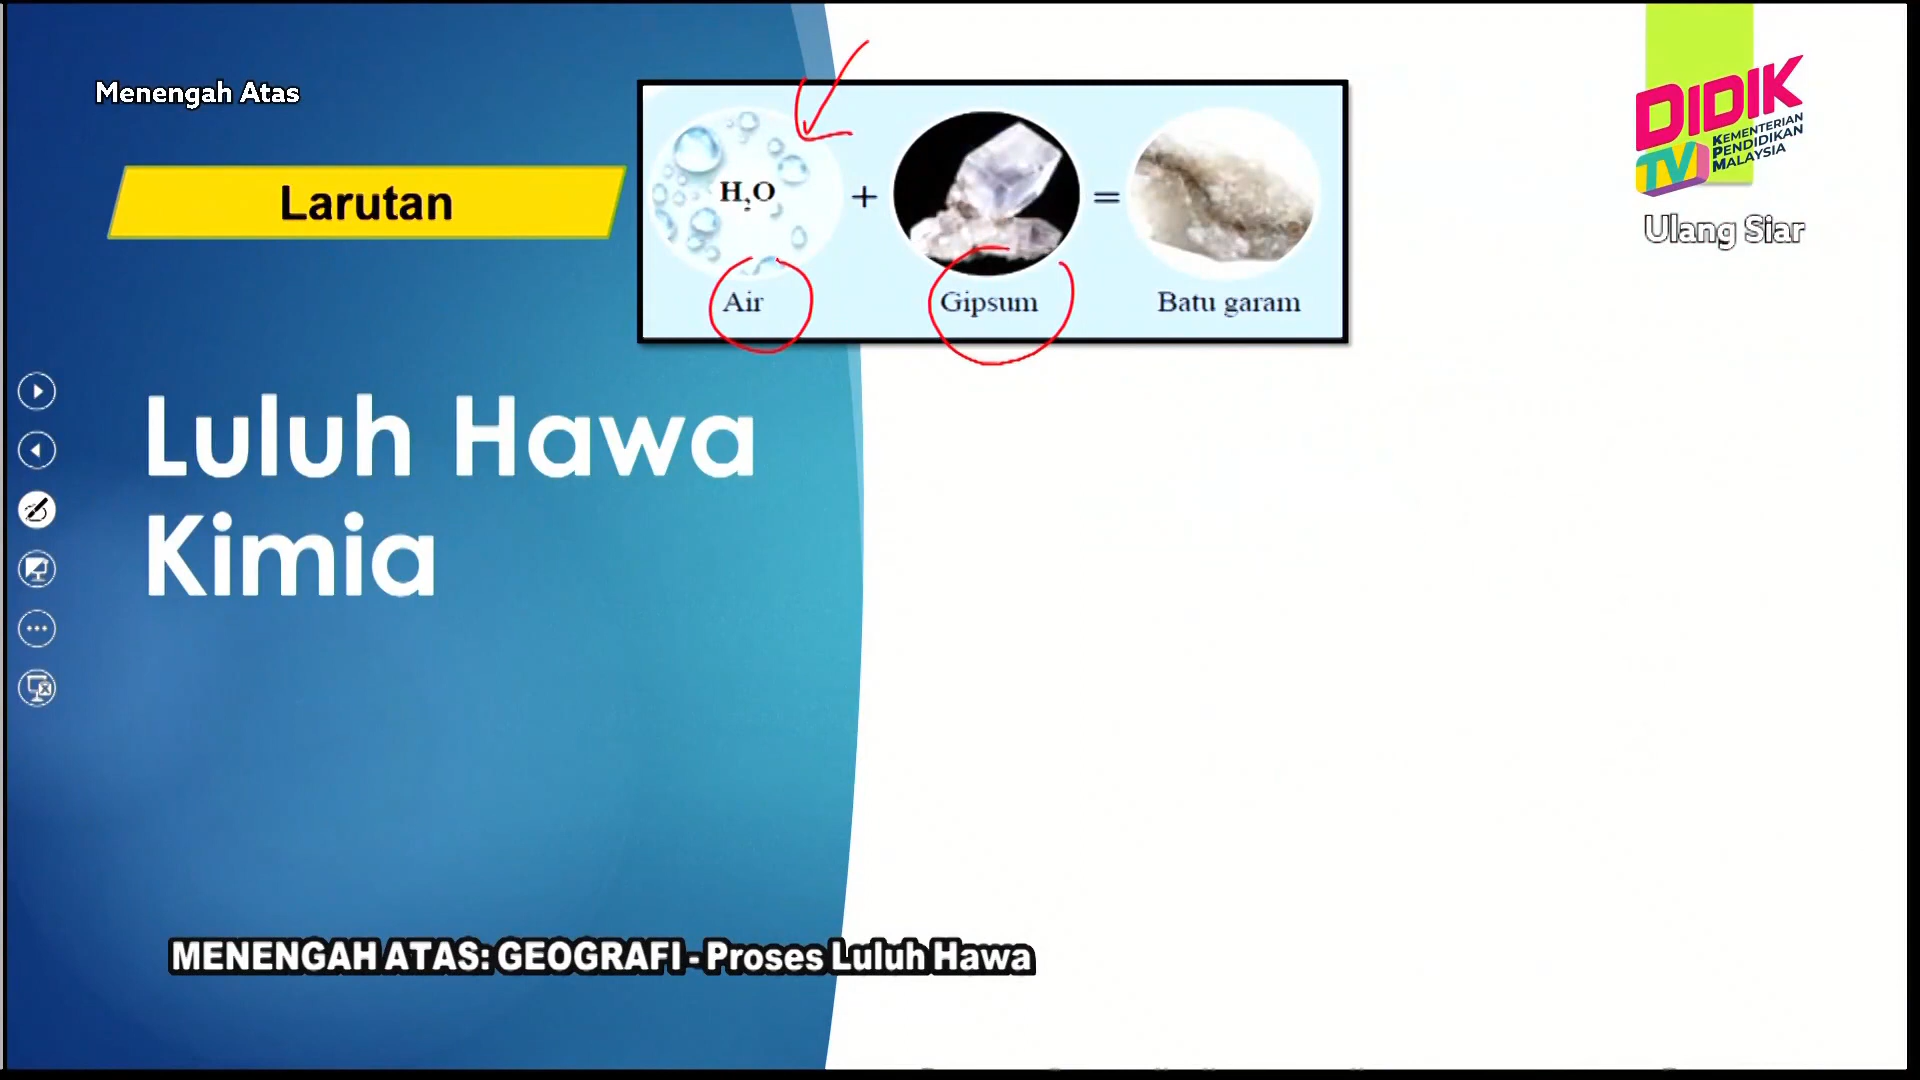 Menengah Atas
Larutan
H₂O
+
=
Air
Gipsum
Batu garam
DIDIK
TV
KEMENTERIAN
PENDIDIKAN
MALAYSIA
Ulang Siar
Luluh Hawa
Kimia
MENENGAH ATAS: GEOGRAFI - Proses Luluh Hawa